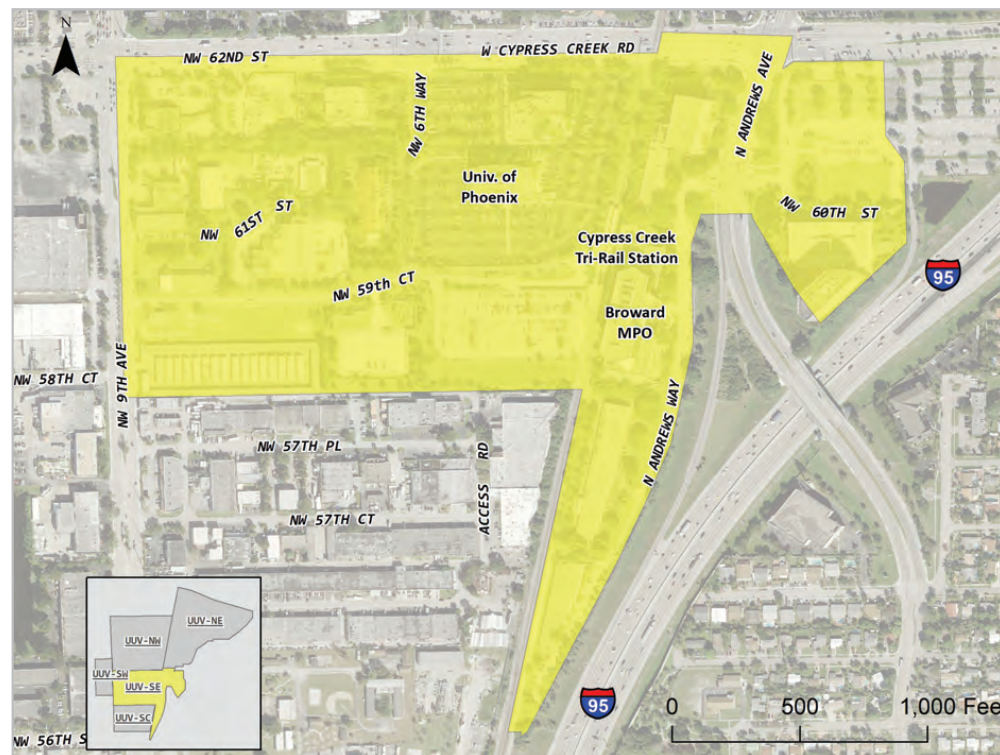 N
NW 62ND ST
W CYPRESS CREEK RD
NW 6TH WAY
N ANDREWS AVE
Univ. of
Phoenix
NW 61ST ST
NW 60TH ST
Cypress Creek
Tri-Rail Station
95
NW 59th CT
Broward
MPO
NW 9TH AVE
NW 58TH CT
N ANDREWS WAY
NW 57TH PL
ACCESS RD
NW 57TH CT
UUV-NE
UUV-NW
UUV-SW
UUV-SE
UUV-SC
95
0 500 1,000 Fee
NW 56TH S